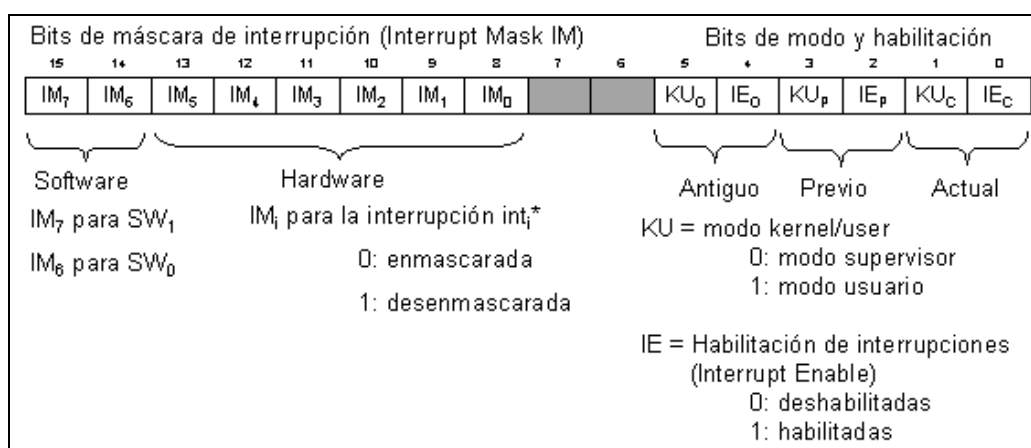 Bits de máscara de interrupción (Interrupt Mask IM) Bits de modo y habilitación
15 14 13 12 11 10 9 8 7 6 5 4 3 2 1 0
IM₇ IM₆ IM₅ IM₄ IM₃ IM₂ IM₁ IM₀ KU₀ IE₀ KUₚ IEₚ KU_C IE_C
Software Hardware Antiguo Previo Actual
IM₇ para SW₁ IMᵢ para la interrupción intᵢ*
IM₆ para SW₀ 0: enmascarada
1: desenmascarada
KU = modo kernel/user
0: modo supervisor
1: modo usuario
IE = Habilitación de interrupciones
(Interrupt Enable)
0: deshabilitadas
1: habilitadas